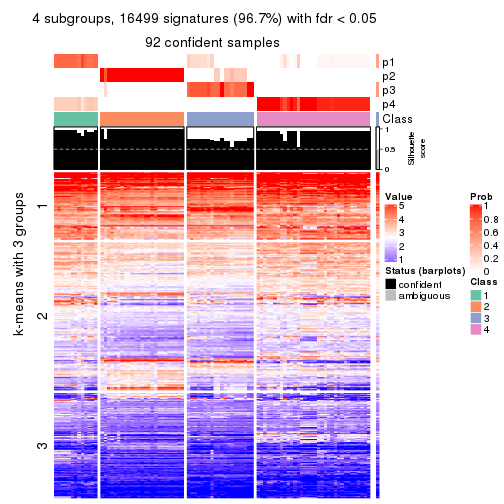 4 subgroups, 16499 signatures (96.7%) with fdr < 0.05
92 confident samples
p1
p2
p3
p4
Class
1
0.5
0
Silhouette
score
k-means with 3 groups
1
2
3
Value
5
4
3
2
1
Status (barplots)
confident
ambiguous
Prob
1
0.8
0.6
0.4
0.2
0
Class
1
2
3
4